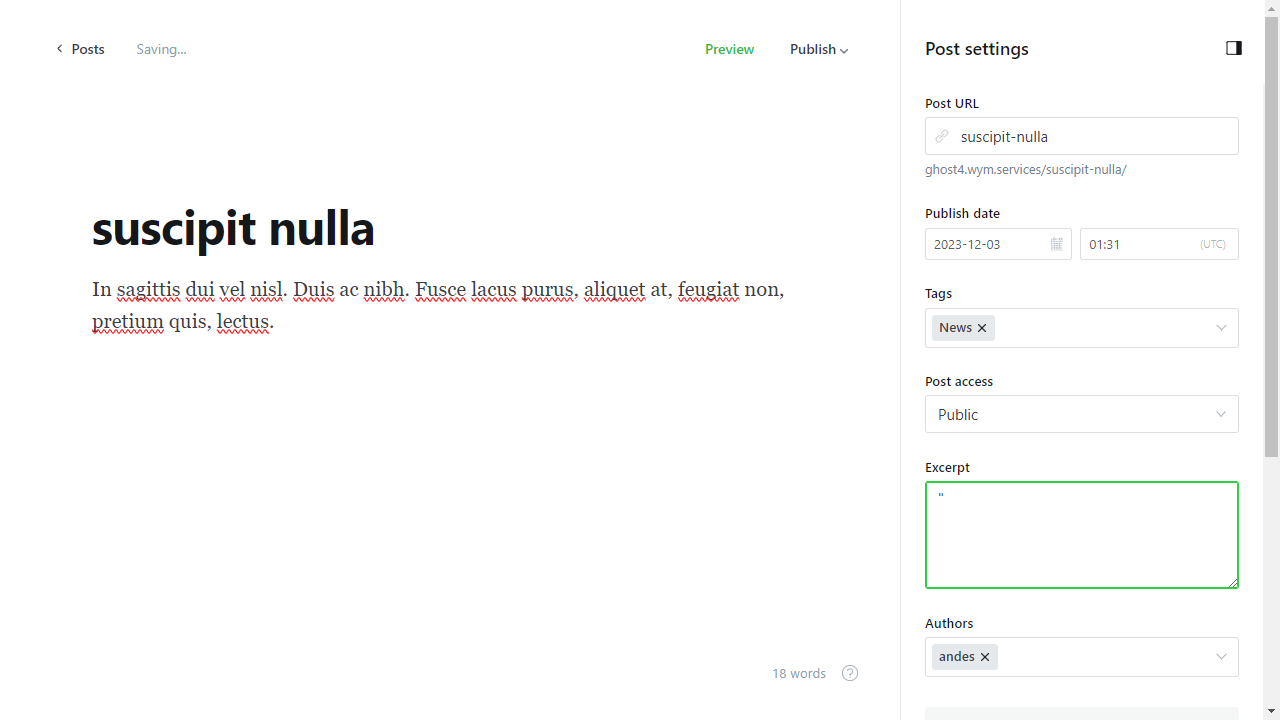 Posts
Saving...
Preview
Publish
suscipit nulla
In sagittis dui vel nisl. Duis ac nibh. Fusce lacus purus, aliquet at, feugiat non,
pretium quis, lectus.
18 words
?
Post settings
Post URL
suscipit-nulla
ghost4.wym.services/suscipit-nulla/
Publish date
2023-12-03
01:31
(UTC)
Tags
News
Post access
Public
Excerpt
"
Authors
andes